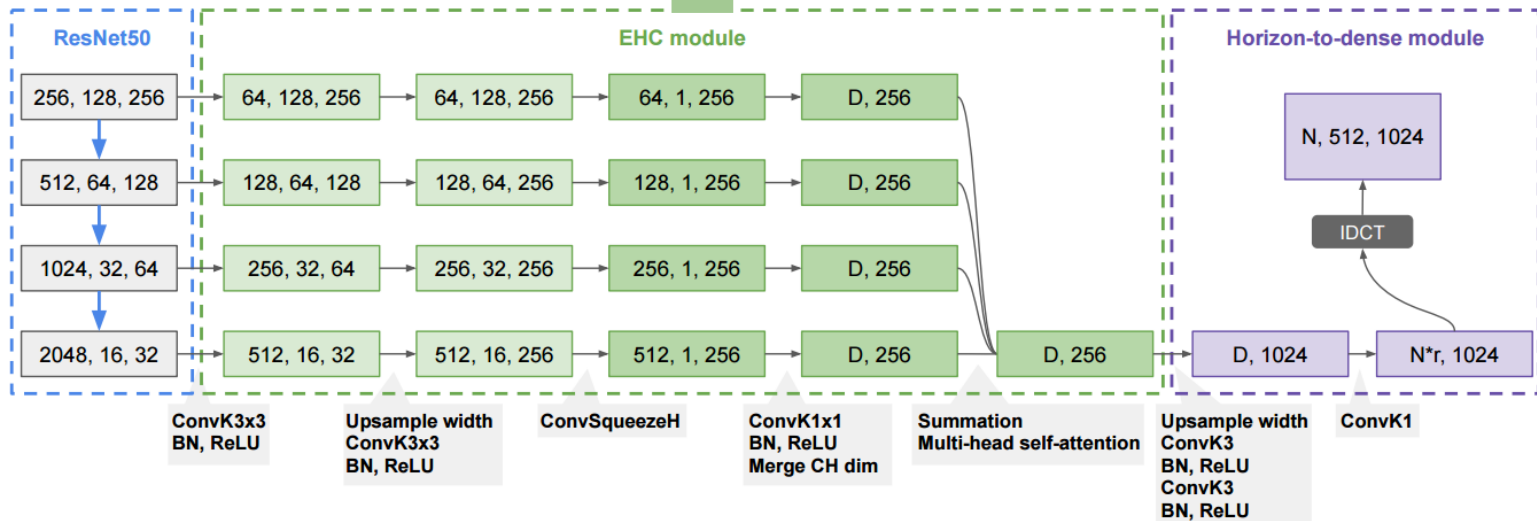 ResNet50
EHC module
Horizon-to-dense module
256, 128, 256
64, 128, 256
64, 128, 256
64, 1, 256
D, 256
N, 512, 1024
512, 64, 128
128, 64, 128
128, 64, 256
128, 1, 256
D, 256
IDCT
1024, 32, 64
256, 32, 64
256, 32, 256
256, 1, 256
D, 256
2048, 16, 32
512, 16, 32
512, 16, 256
512, 1, 256
D, 256
D, 256
D, 1024
N*r, 1024
ConvK3x3
BN, ReLU
Upsample width
ConvK3x3
BN, ReLU
ConvSqueezeH
ConvK1x1
BN, ReLU
Merge CH dim
Summation
Multi-head self-attention
Upsample width
ConvK3
BN, ReLU
ConvK3
BN, ReLU
ConvK1